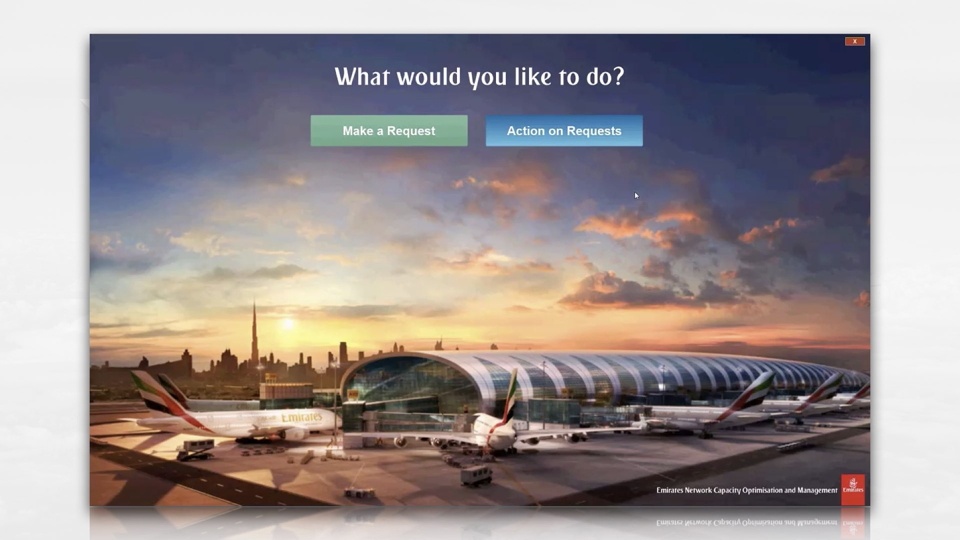 X
What would you like to do?
Make a Request
Action on Requests
Emirates
Emirates Network Capacity Optimisation and Management
Emirates